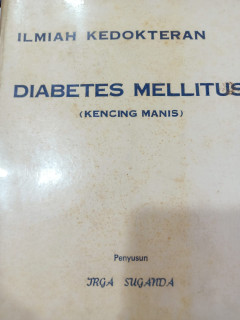 ILMIAH KEDOKTERAN
DIABETES MELLITUS
(KENCING MANIS)
Penyusun
IRGA SUGANDA